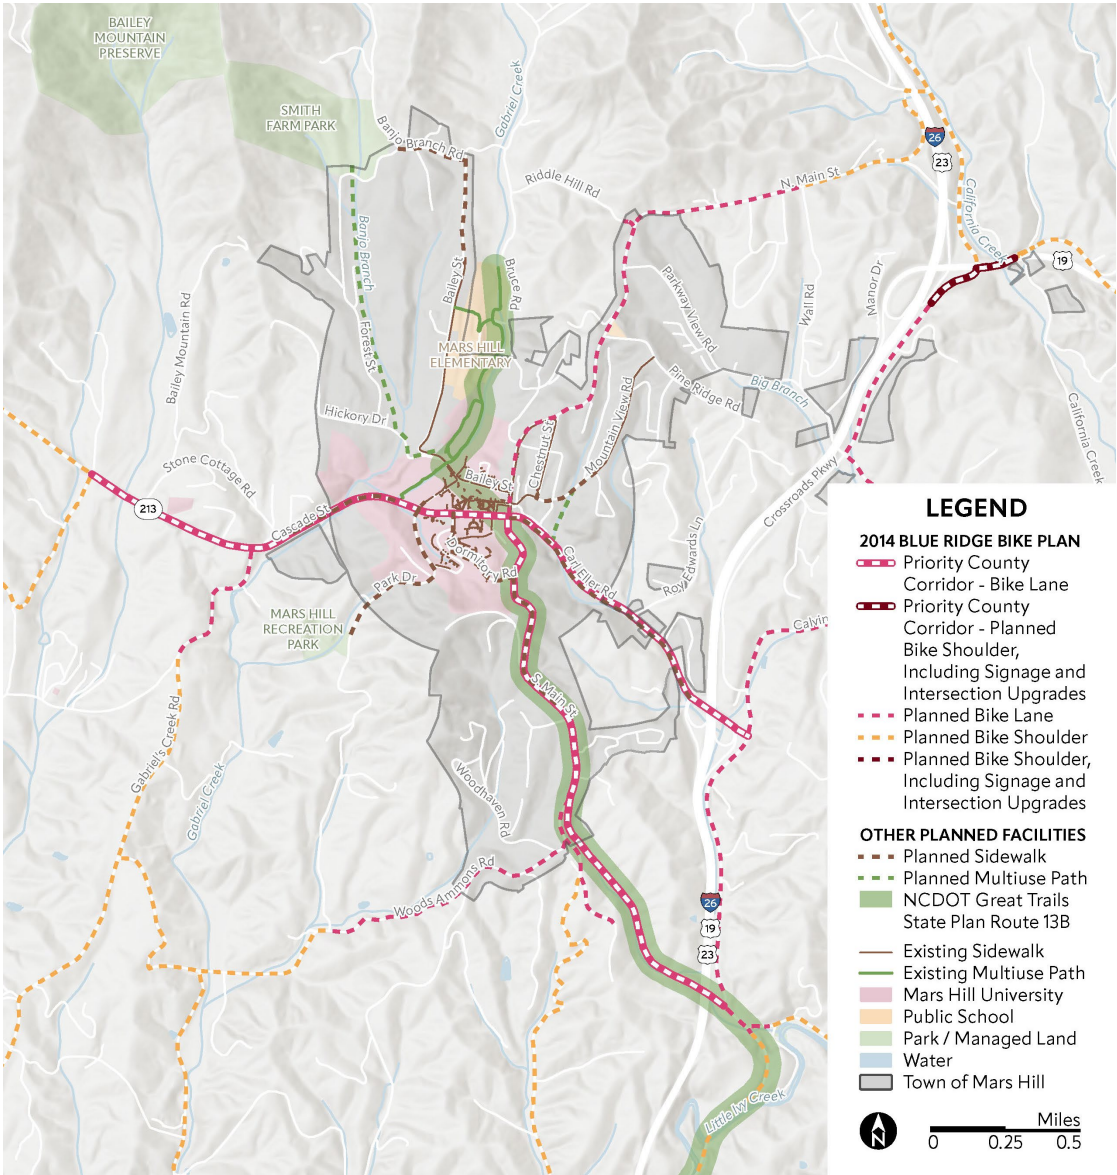 BAILEY
MOUNTAIN
PRESERVE
SMITH
FARM PARK
Banjo Branch Rd
Gabriel Creek
26
23
Riddle Hill Rd
N. Main St
California Creek
19
Banjo Branch
Bailey St
Bruce Rd
Parkway View Rd
Wall Rd
Manor Dr
Bailey Mountain Rd
Forest St
MARS HILL
ELEMENTARY
Pine Ridge Rd
Big Branch
California Creek
Hickory Dr
Chestnut St
Mountain View Rd
Stone Cottage Rd
Bailey St
Crossroads Pkwy
213
Cascade St
Dormitory Rd
Carl Eller Rd
Roy Edwards Ln
Park Dr
MARS HILL
RECREATION
PARK
Calvin
S. Main St
Gabriel's Creek Rd
Gabriel Creek
Woodhaven Rd
Woods Ammons Rd
26
19
23
Little Ivy Creek
LEGEND
2014 BLUE RIDGE BIKE PLAN
Priority County
Corridor - Bike Lane
Priority County
Corridor - Planned
Bike Shoulder,
Including Signage and
Intersection Upgrades
Planned Bike Lane
Planned Bike Shoulder
Planned Bike Shoulder,
Including Signage and
Intersection Upgrades
OTHER PLANNED FACILITIES
Planned Sidewalk
Planned Multiuse Path
NCDOT Great Trails
State Plan Route 13B
Existing Sidewalk
Existing Multiuse Path
Mars Hill University
Public School
Park / Managed Land
Water
Town of Mars Hill
N
Miles
0 0.25 0.5